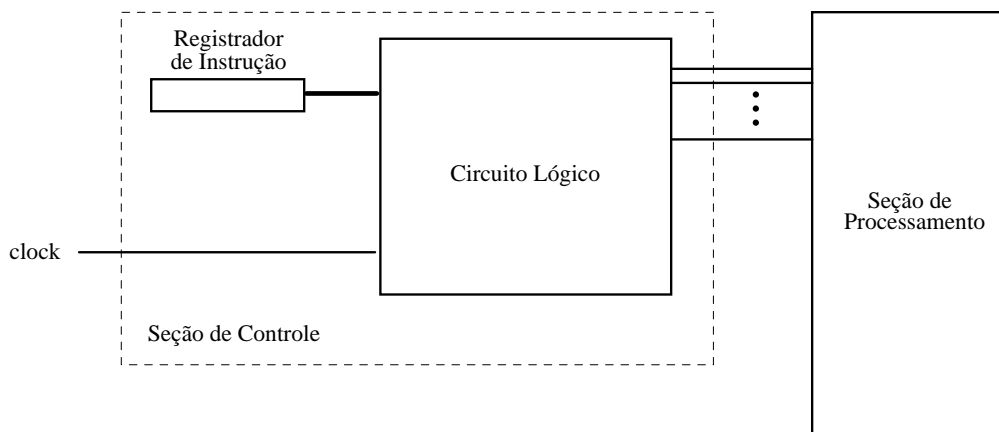 Registrador
de Instrução
Circuito Lógico
Seção de
Processamento
clock
Seção de Controle